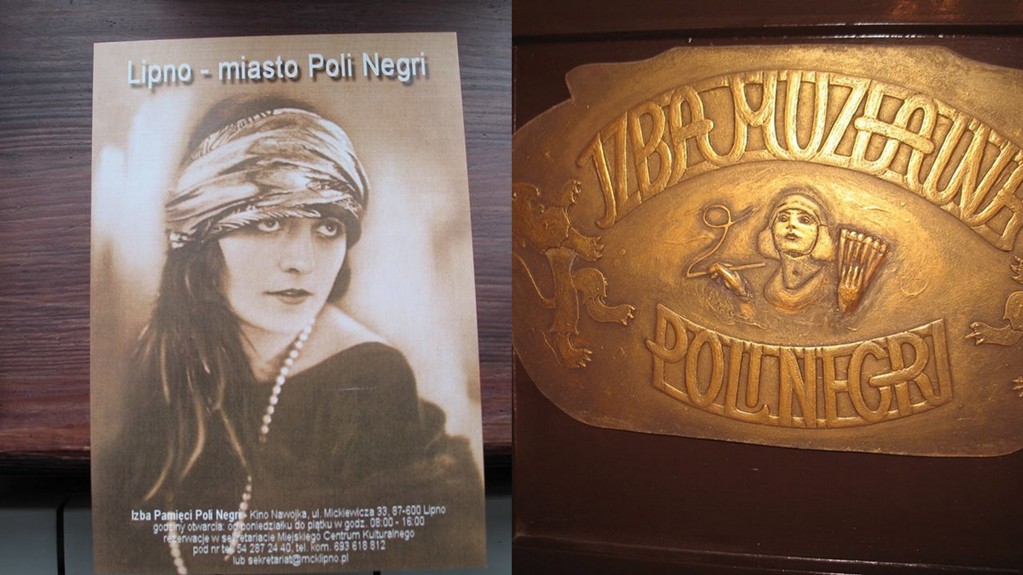 Lipno - miasto Poli Negri
Izba Pamięci Poli Negri - Kino Nawojka, ul. Mickiewicza 33, 87-600 Lipno
godziny otwarcia: od poniedziałku do piątku w godz. 08:00 - 16:00
rezerwacje w sekretariacie Miejskiego Centrum Kulturalnego
pod nr tel. 54 287 24 40, tel. kom. 693 618 812
lub sekretariat@mcklipno.pl
IZBA MUZEALNA
POLI NEGRI